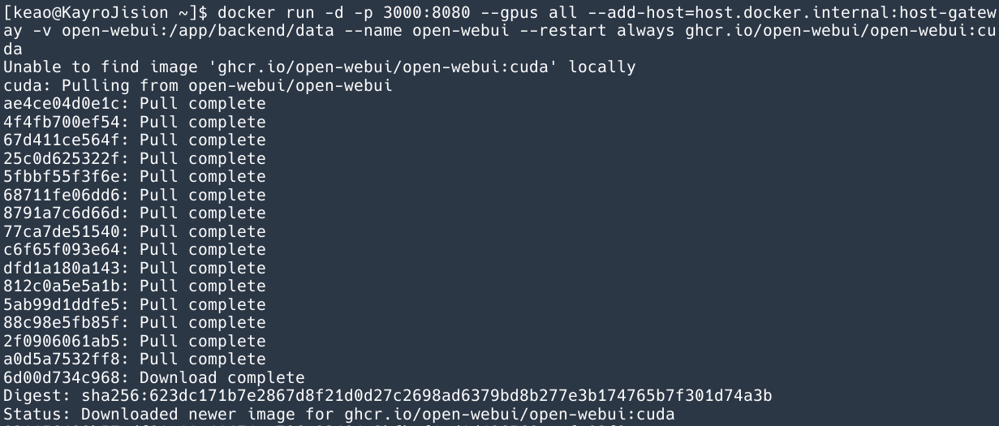 [keao@KayroJision ~]$ docker run -d -p 3000:8080 --gpus all --add-host=host.docker.internal:host-gatew
ay -v open-webui:/app/backend/data --name open-webui --restart always ghcr.io/open-webui/open-webui:cu
da
Unable to find image 'ghcr.io/open-webui/open-webui:cuda' locally
cuda: Pulling from open-webui/open-webui
ae4ce04d0e1c: Pull complete
4f4fb700ef54: Pull complete
67d411ce564f: Pull complete
25c0d625322f: Pull complete
5fbbf55f3f6e: Pull complete
68711fe06dd6: Pull complete
8791a7c6d66d: Pull complete
77ca7de51540: Pull complete
c6f65f093e64: Pull complete
dfd1a180a143: Pull complete
812c0a5e5a1b: Pull complete
5ab99d1ddfe5: Pull complete
88c98e5fb85f: Pull complete
2f0906061ab5: Pull complete
a0d5a7532ff8: Pull complete
6d00d734c968: Download complete
Digest: sha256:623dc171b7e2867d8f21d0d27c2698ad6379bd8b277e3b174765b7f301d74a3b
Status: Downloaded newer image for ghcr.io/open-webui/open-webui:cuda